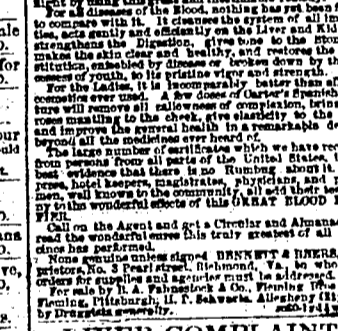 For all diseases of the Blood, nothing has yet been f
to compare with it. It cleanses the system of all im
ties, acts gently and efficiently on the Liver and Kid
strengthens the Digestion, gives tone to the Stom
makes the skin clear and healthy, and restores the
stitution, enfeebled by disease or broken down by the
of youth, to its pristine vigor and strength.
For the Ladies, it is incomparably better than all
cosmetics ever used. A few doses of Carter's Spanish
ture will remove all sallowness of complexion, bring
roses mantling to the cheek, give elasticity to the
and improve the general health in a remarkable de
beyond all the medicines ever heard of.
The large number of certificates which we have rec
from persons from all parts of the United States, is
best evidence that there is no Humbug about it.
hotel keepers, magistrates, physicians, and p
men, well known to the community, all add their tes
ny to the wonderful effects of this GREAT BLOOD
FIER.
Call on the Agent and get a Circular and Almanac
read the wonderful cures this truly greatest of all
cines has performed.
None genuine unless signed BENNETT & BEERS,
prietors, No. 3 Pearl street, Richmond, Va. to who
orders for supplies and agencies must be addressed.
For sale by B. A. Fahnestock & Co., Fleming
Fleming, Pittsburgh; H. P. Schwartz, Allegheny
by Druggists generally.
ale
D.
for
our
ould
t.
D.
ana
D.
ve,
D.